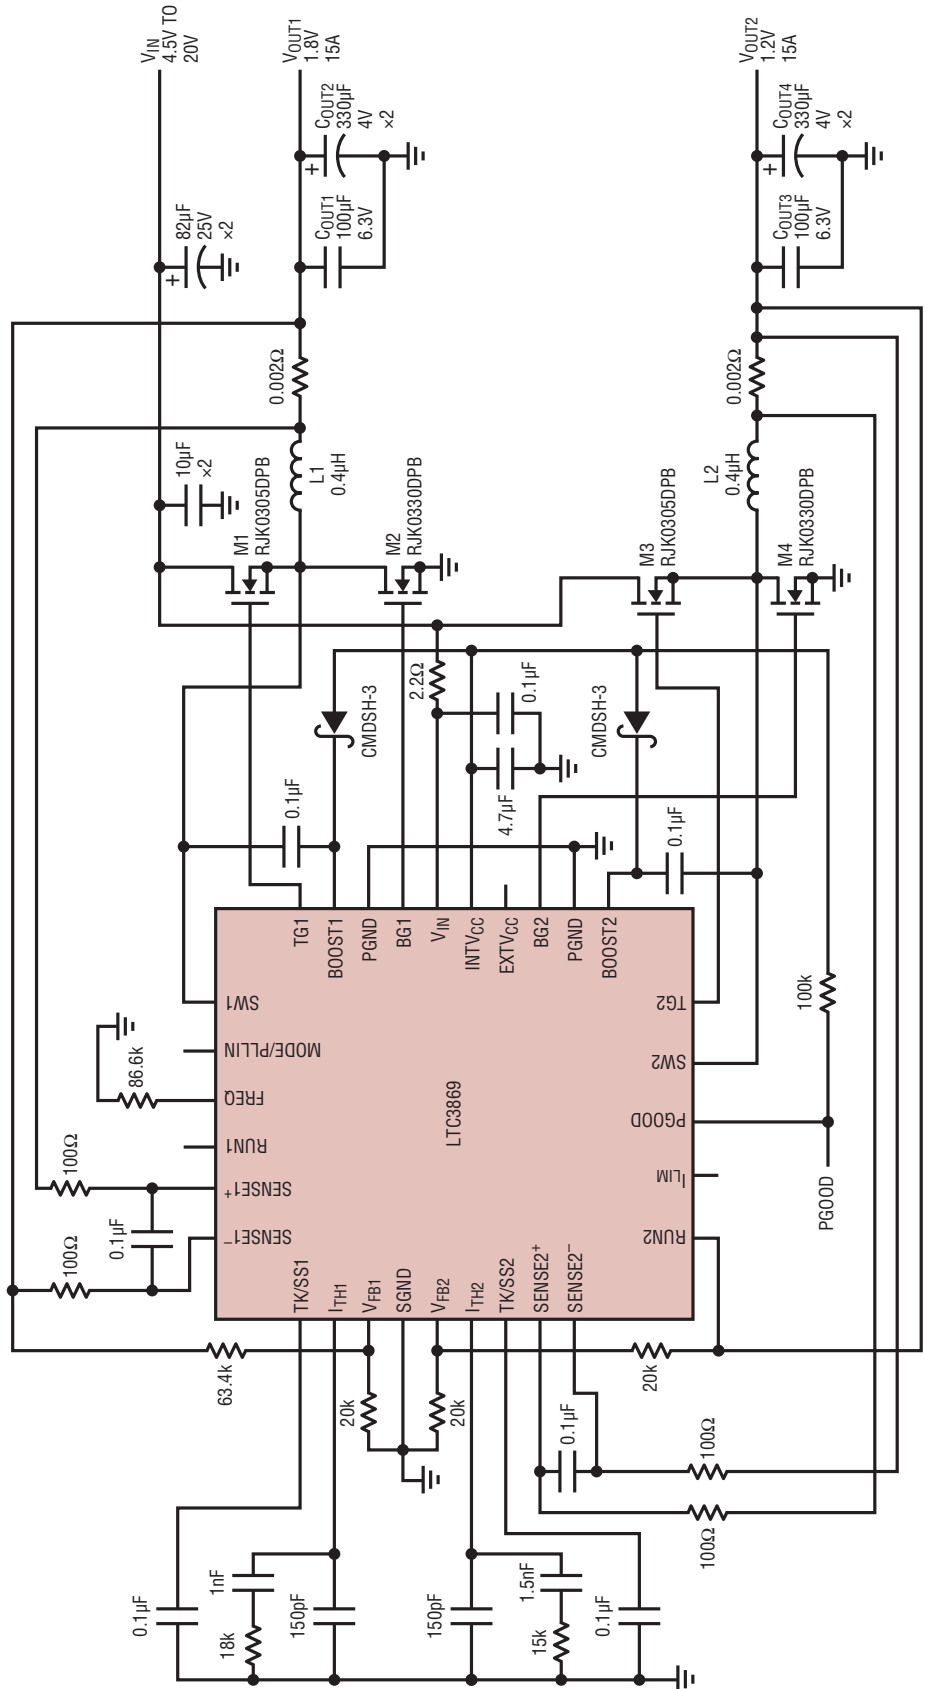 VIN
4.5V TO
20V
VOUT1
1.8V
15A
VOUT2
1.2V
15A
82µF
25V
×2
COUT1
100µF
6.3V
COUT2
330µF
4V
×2
COUT3
100µF
6.3V
COUT4
330µF
4V
×2
0.002Ω
0.002Ω
10µF
×2
L1
0.4µH
L2
0.4µH
M1
RJK0305DPB
M2
RJK0330DPB
M3
RJK0305DPB
M4
RJK0330DPB
2.2Ω
CMDSH-3
0.1µF
4.7µF
CMDSH-3
0.1µF
0.1µF
TG1
BOOST1
PGND
BG1
VIN
INTVCC
EXTVCC
BG2
PGND
BOOST2
SW1
MODE/PLLIN
FREQ
RUN1
SENSE1+
SENSE1−
LTC3869
TG2
SW2
PGOOD
ILIM
RUN2
TK/SS1
ITH1
VFB1
SGND
VFB2
ITH2
TK/SS2
SENSE2+
SENSE2−
86.6k
100Ω
0.1µF
100Ω
100k
PGOOD
63.4k
20k
20k
20k
0.1µF
100Ω
100Ω
0.1µF
1nF
18k
150pF
150pF
1.5nF
15k
0.1µF